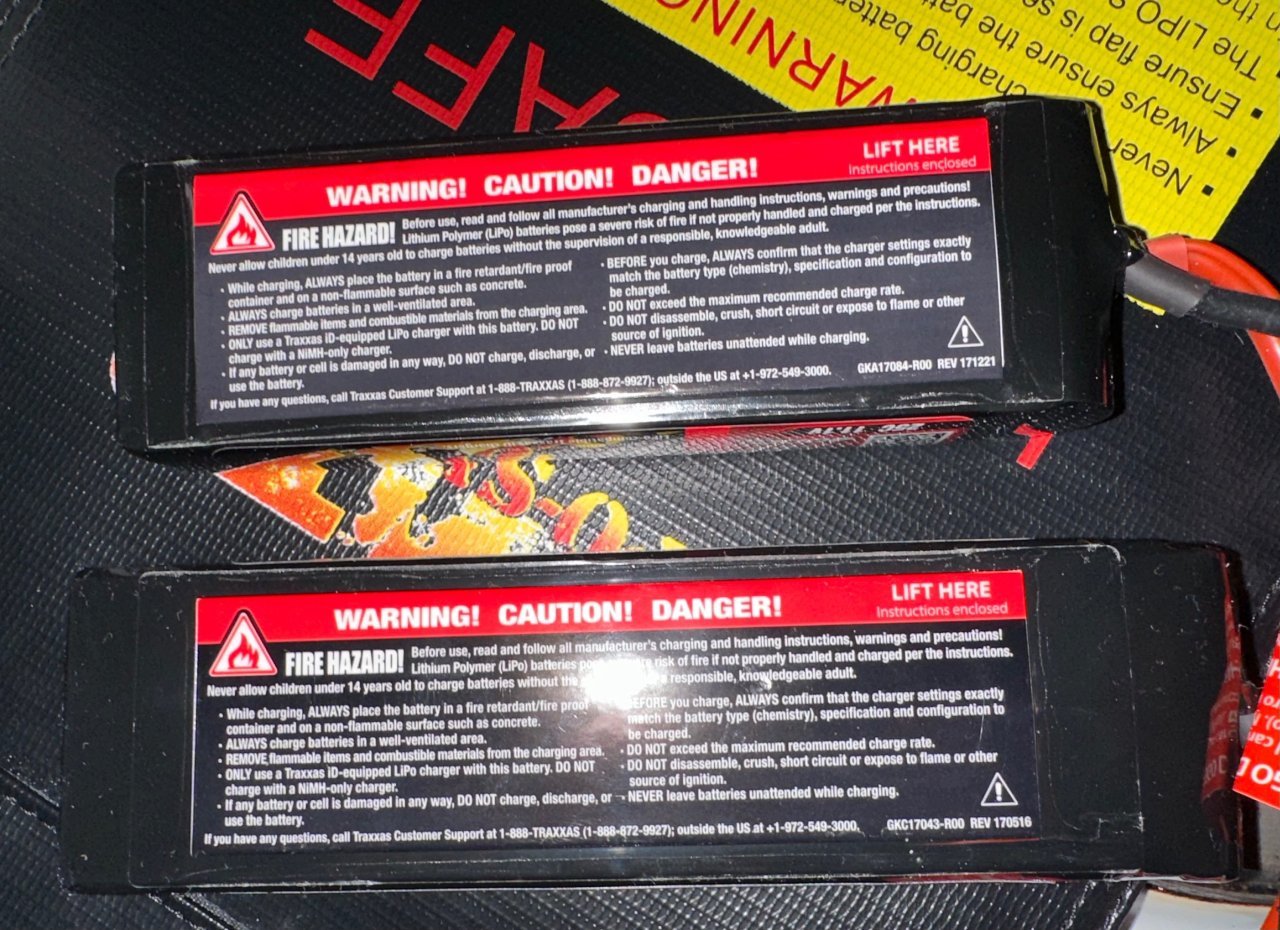 SAFE
WARNING
Never
charging batter
Always ensure the bat
Ensure flap is se
The LIPO S
in the
WARNING! CAUTION! DANGER!
LIFT HERE
Instructions enclosed
FIRE HAZARD!
Before use, read and follow all manufacturer's charging and handling instructions, warnings and precautions!
Lithium Polymer (LiPo) batteries pose a severe risk of fire if not properly handled and charged per the instructions.
Never allow children under 14 years old to charge batteries without the supervision of a responsible, knowledgeable adult.
• While charging, ALWAYS place the battery in a fire retardant/fire proof
container and on a non-flammable surface such as concrete.
• ALWAYS charge batteries in a well-ventilated area.
• REMOVE flammable items and combustible materials from the charging area.
• ONLY use a Traxxas iD-equipped LiPo charger with this battery. DO NOT
charge with a NiMH-only charger.
• If any battery or cell is damaged in any way, DO NOT charge, discharge, or
use the battery.
• BEFORE you charge, ALWAYS confirm that the charger settings exactly
match the battery type (chemistry), specification and configuration to
be charged.
• DO NOT exceed the maximum recommended charge rate.
• DO NOT disassemble, crush, short circuit or expose to flame or other
source of ignition.
• NEVER leave batteries unattended while charging.
If you have any questions, call Traxxas Customer Support at 1-888-TRAXXAS (1-888-872-9927); outside the US at +1-972-549-3000.
GKA17084-R00 REV 171221
WARNING! CAUTION! DANGER!
LIFT HERE
Instructions enclosed
FIRE HAZARD!
Before use, read and follow all manufacturer's charging and handling instructions, warnings and precautions!
Lithium Polymer (LiPo) batteries risk of fire if not properly handled and charged per the instructions.
Never allow children under 14 years old to charge batteries without the responsible, knowledgeable adult.
• While charging, ALWAYS place the battery in a fire retardant/fire proof
container and on a non-flammable surface such as concrete.
• ALWAYS charge batteries in a well-ventilated area.
• REMOVE flammable items and combustible materials from the charging area.
• ONLY use a Traxxas iD-equipped LiPo charger with this battery. DO NOT
charge with a NiMH-only charger.
• If any battery or cell is damaged in any way, DO NOT charge, discharge, or
use the battery.
BEFORE you charge, ALWAYS confirm that the charger settings exactly
match the battery type (chemistry), specification and configuration to
be charged.
• DO NOT exceed the maximum recommended charge rate.
• DO NOT disassemble, crush, short circuit or expose to flame or other
source of ignition.
• NEVER leave batteries unattended while charging.
If you have any questions, call Traxxas Customer Support at 1-888-TRAXXAS (1-888-872-9927); outside the US at +1-972-549-3000.
GKC17043-R00 REV 170516